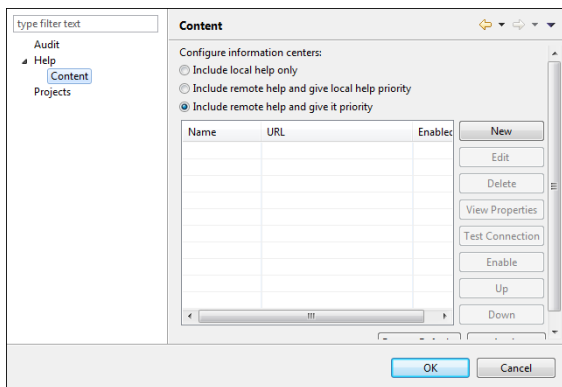 type filter text
Content
Audit
Help
Content
Projects
Configure information centers:
Include local help only
Include remote help and give local help priority
Include remote help and give it priority
Name URL Enabled
New
Edit
Delete
View Properties
Test Connection
Enable
Up
Down
OK Cancel